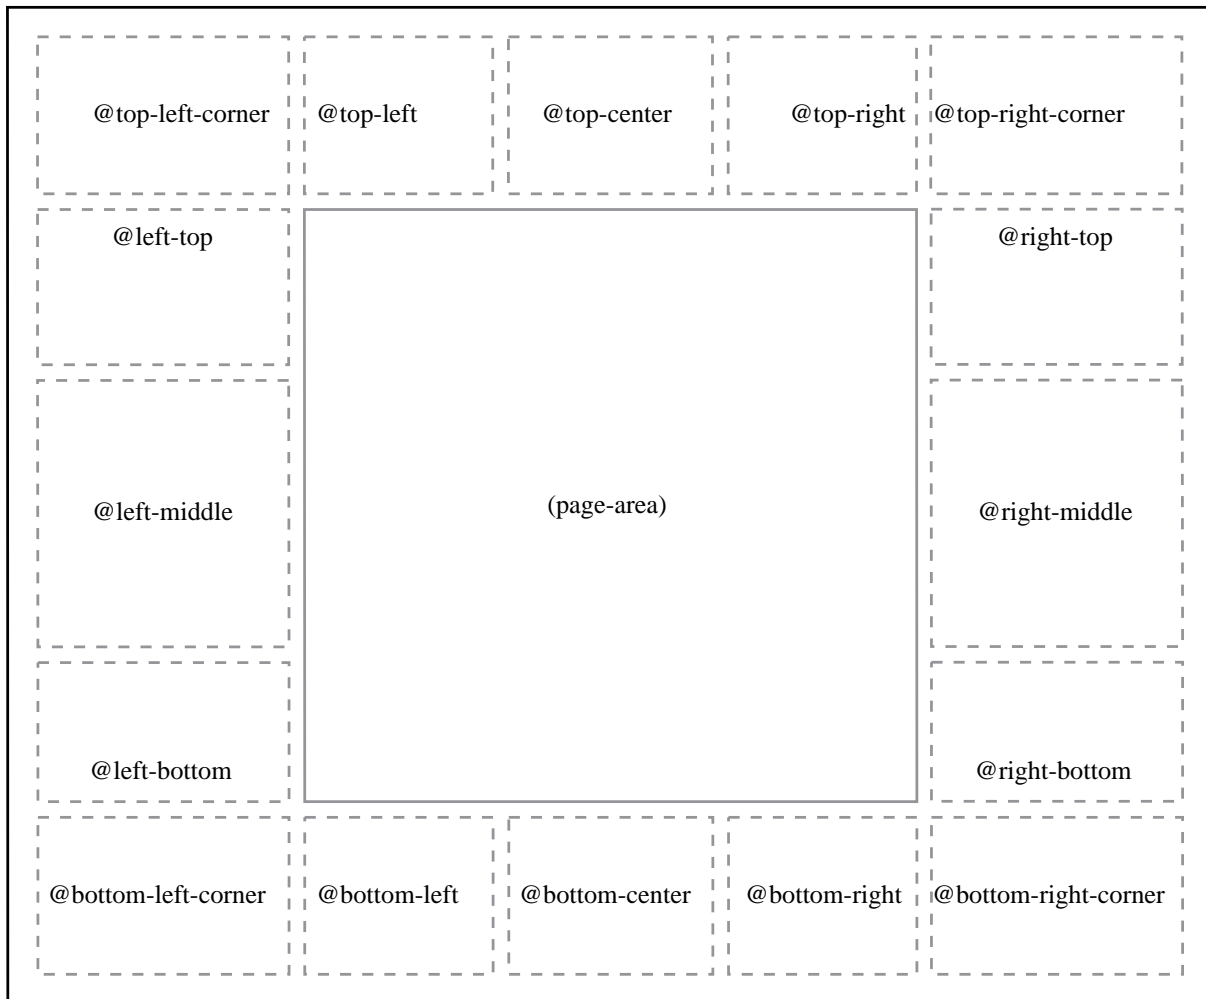 @top-left-corner @top-left @top-center @top-right @top-right-corner
@left-top @right-top
@left-middle (page-area) @right-middle
@left-bottom @right-bottom
@bottom-left-corner @bottom-left @bottom-center @bottom-right @bottom-right-corner